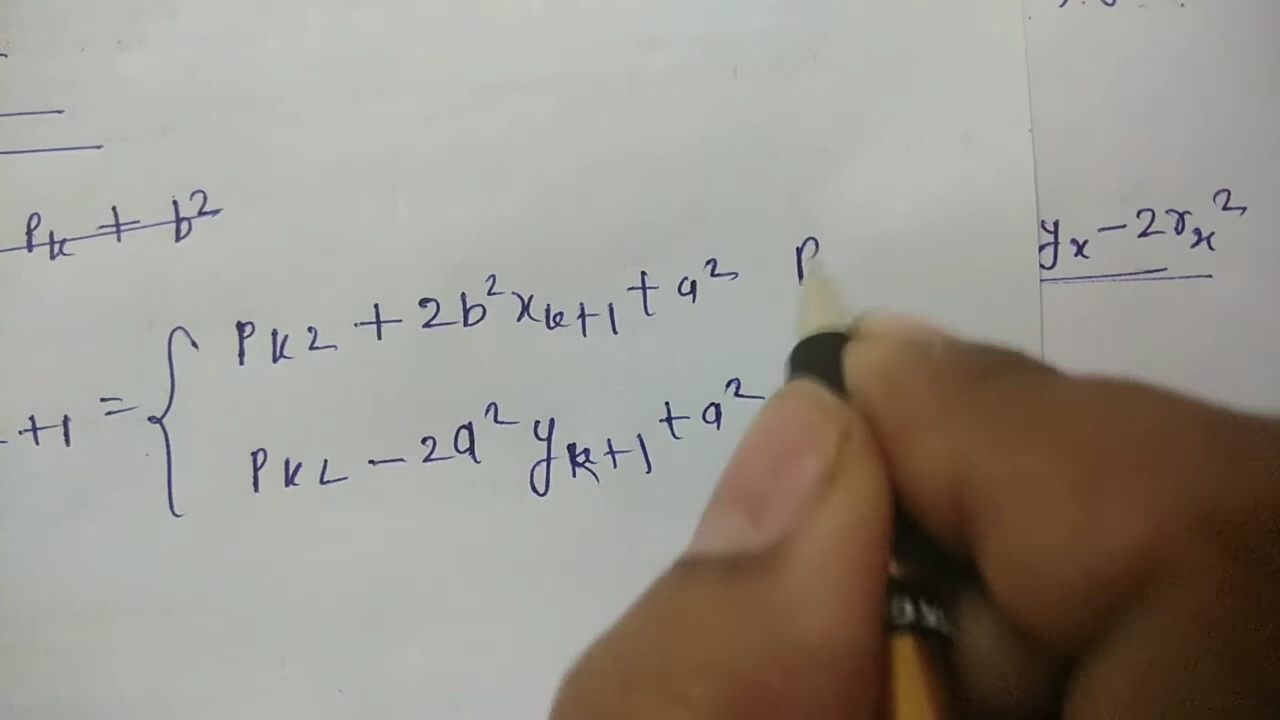 Pk + b²
yx - 2rx²
Pk2 + 2b²xk+1 + a² P
+1 =
Pk2 - 2a²yk+1 + a²